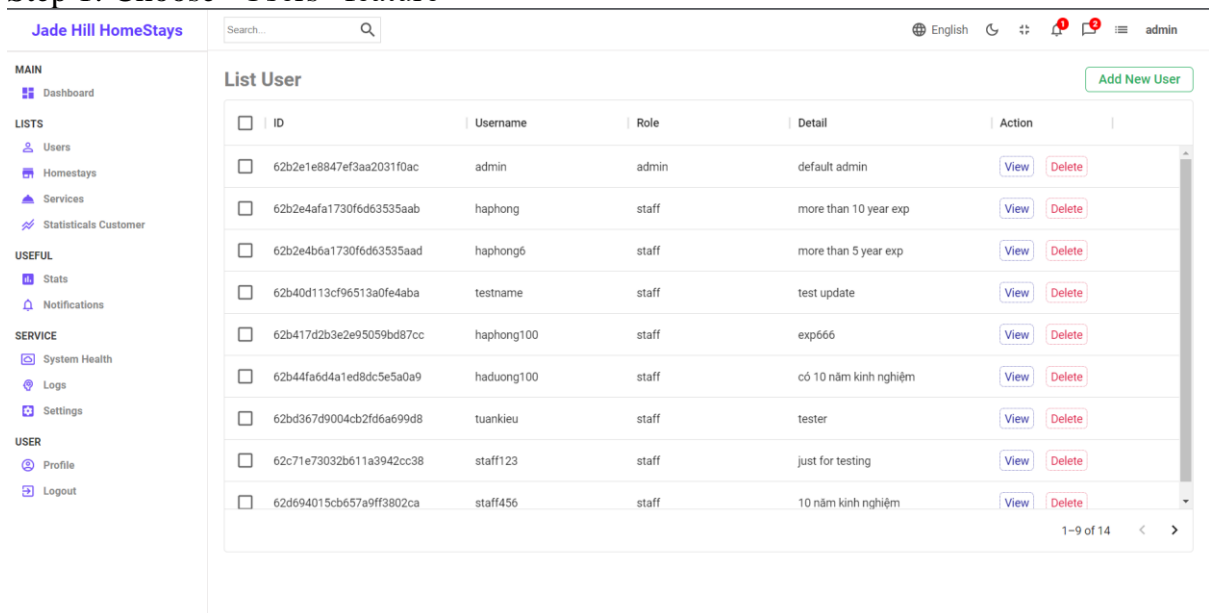 Step 1: Choose "Users" feature
Jade Hill HomeStays
Search...
English
1
2
admin
MAIN
Dashboard
LISTS
Users
Homestays
Services
Statisticals Customer
USEFUL
Stats
Notifications
SERVICE
System Health
Logs
Settings
USER
Profile
Logout
List User
Add New User
ID Username Role Detail Action
62b2e1e8847ef3aa2031f0ac admin admin default admin View Delete
62b2e4afa1730f6d63535aab haphong staff more than 10 year exp View Delete
62b2e4b6a1730f6d63535aad haphong6 staff more than 5 year exp View Delete
62b40d113cf96513a0fe4aba testname staff test update View Delete
62b417d2b3e2e95059bd87cc haphong100 staff exp666 View Delete
62b44fa6d4a1ed8dc5e5a0a9 haduong100 staff có 10 năm kinh nghiệm View Delete
62bd367d9004cb2fd6a699d8 tuankieu staff tester View Delete
62c71e73032b611a3942cc38 staff123 staff just for testing View Delete
62d694015cb657a9ff3802ca staff456 staff 10 năm kinh nghiệm View Delete
1–9 of 14